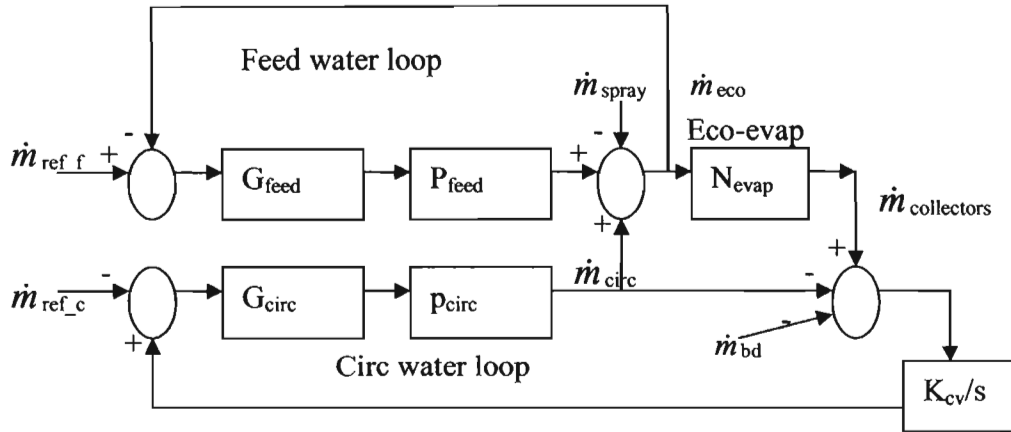 Feed water loop
ṁ spray
ṁ eco
Eco-evap
-
-
ṁ ref_f
+
+
G feed
P feed
N evap
ṁ collectors
+
+
-
-
ṁ ref_c
G circ
p circ
ṁ circ
-
+
ṁ bd
Circ water loop
K cv/s